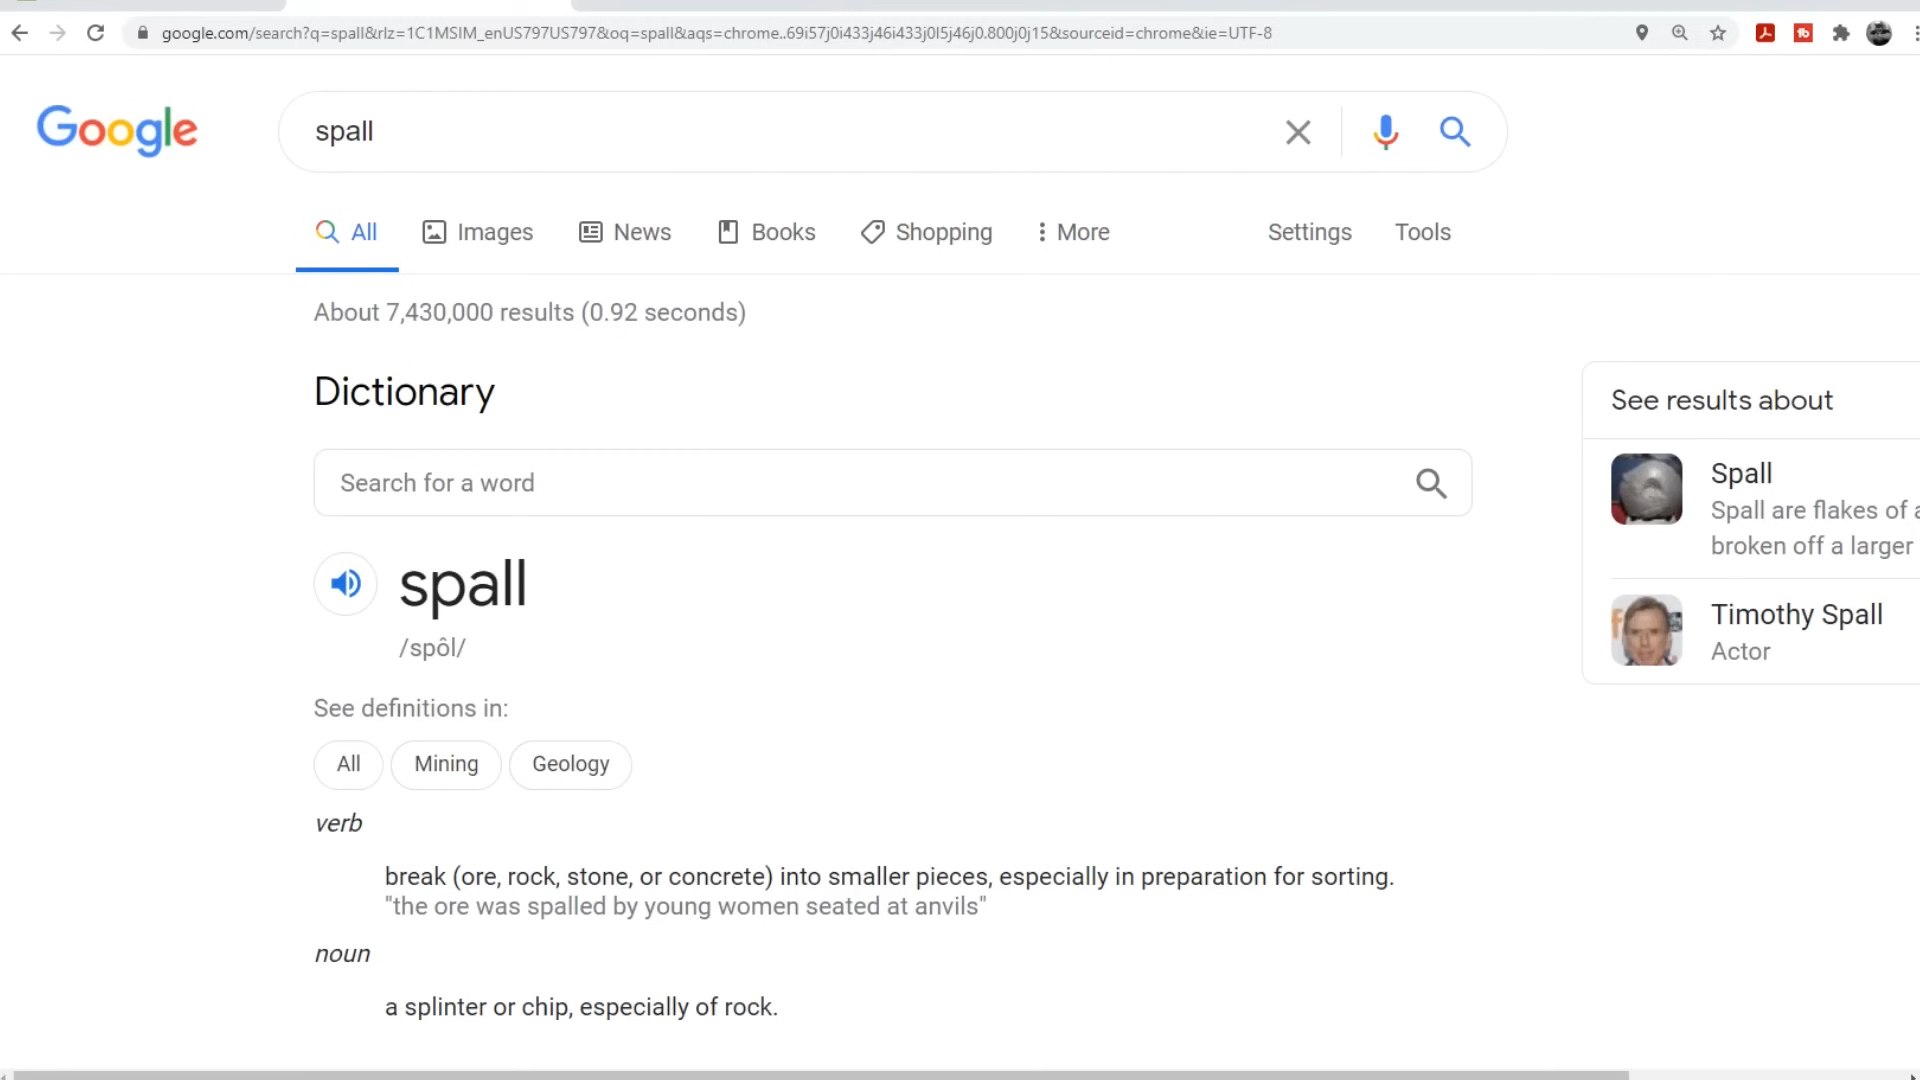 google.com/search?q=spall&rlz=1C1MSIM_enUS797US797&oq=spall&aqs=chrome..69i57j0i433j46i433j0l5j46j0.800j0j15&sourceid=chrome&ie=UTF-8
Google
spall
All Images News Books Shopping More Settings Tools
About 7,430,000 results (0.92 seconds)
Dictionary
Search for a word
spall
/spôl/
See definitions in:
All Mining Geology
verb
break (ore, rock, stone, or concrete) into smaller pieces, especially in preparation for sorting.
"the ore was spalled by young women seated at anvils"
noun
a splinter or chip, especially of rock.
See results about
Spall
Spall are flakes of
broken off a larger
Timothy Spall
Actor